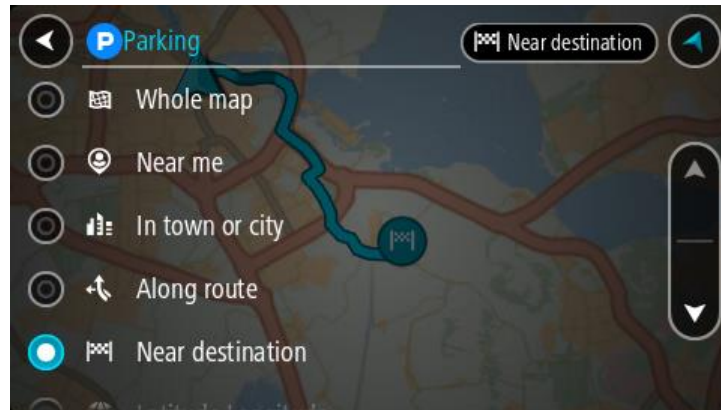 P Parking
Near destination
Whole map
Near me
In town or city
Along route
Near destination